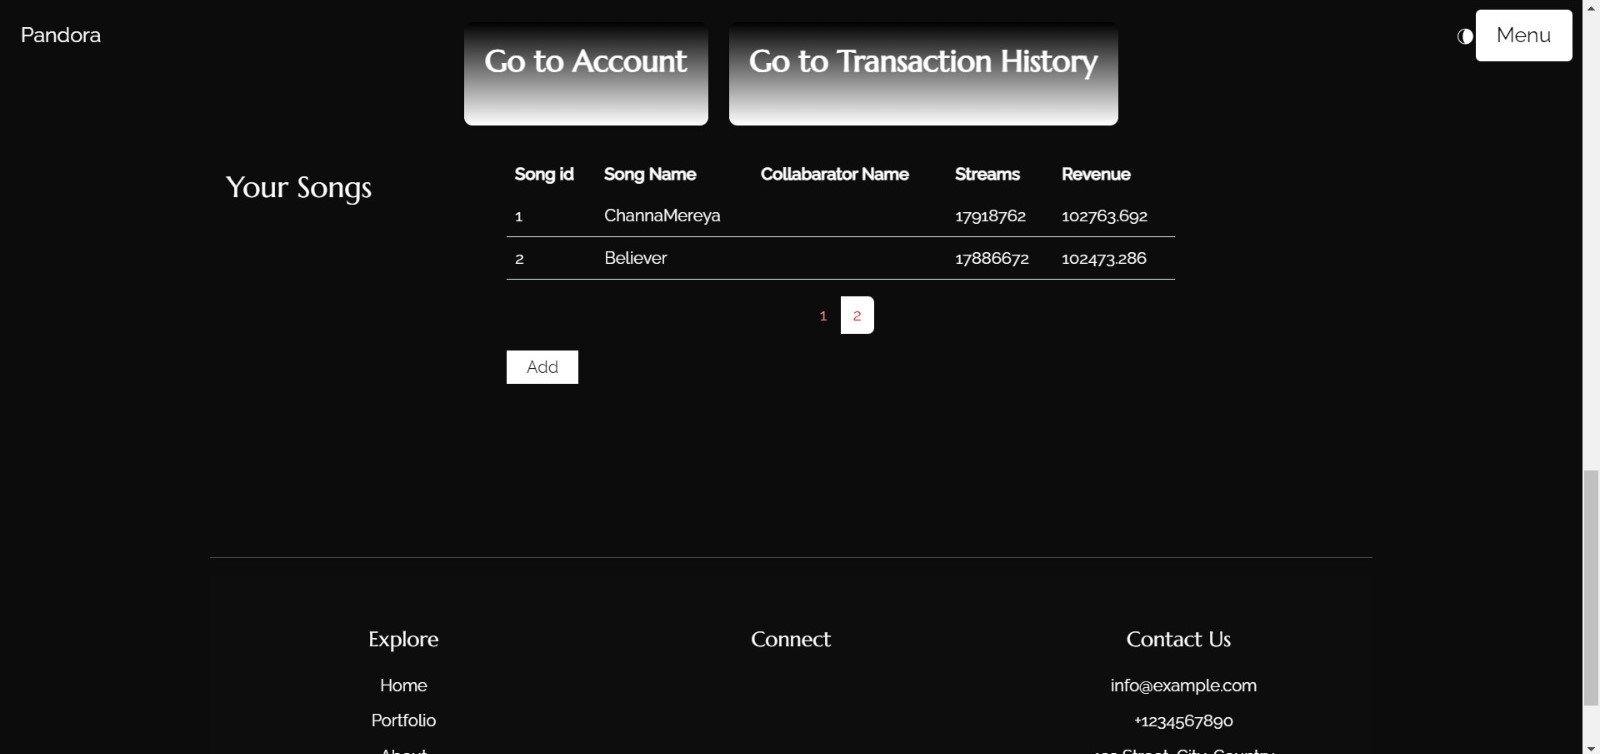 Pandora
Go to Account
Go to Transaction History
Menu
Your Songs
Song id Song Name Collabarator Name Streams Revenue
1 ChannaMereya 17918762 102763.692
2 Believer 17886672 102473.286
1 2
Add
Explore Connect Contact Us
Home info@example.com
Portfolio +1234567890